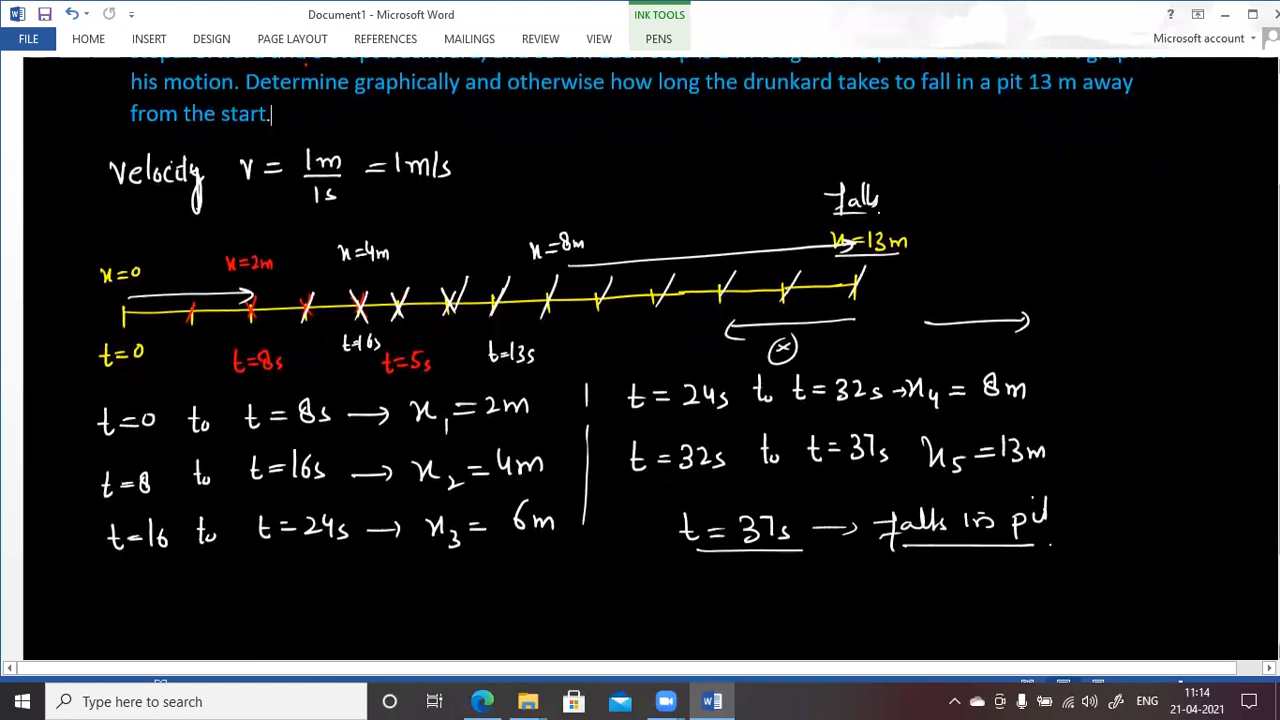 Document1 - Microsoft Word
INK TOOLS
?
FILE HOME INSERT DESIGN PAGE LAYOUT REFERENCES MAILINGS REVIEW VIEW PENS Microsoft account
his motion. Determine graphically and otherwise how long the drunkard takes to fall in a pit 13 m away
from the start.
Velocity v = 1m/1s = 1m/s
falls
x=0 x=2m x=4m x=8m x=13m
t=0 t=8s t=16s t=5s t=13s
t=0 to t=8s → x₁=2m
t=8 to t=16s → x₂=4m
t=16 to t=24s → x₃= 6m
t=24s to t=32s → x₄ = 8m
t=32s to t=37s x₅=13m
t=37s → falls in pit.
Type here to search
ENG
11:14
21-04-2021